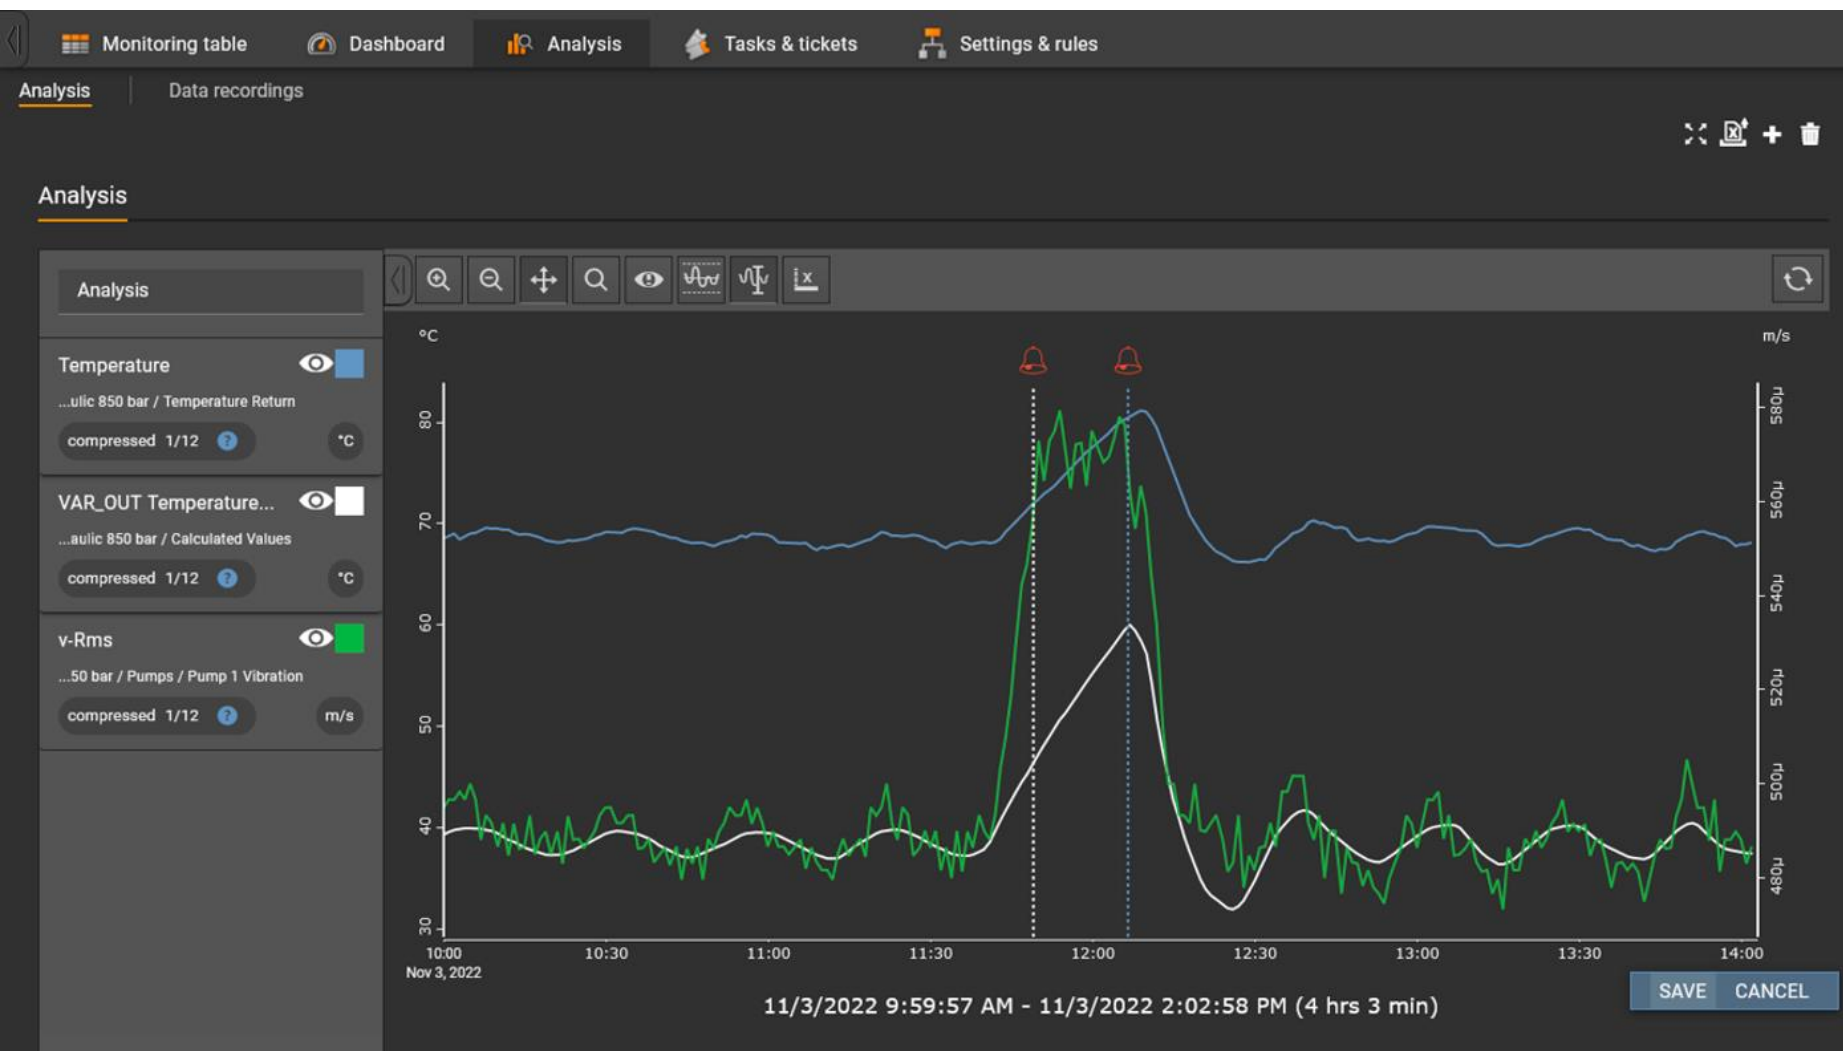 Monitoring table
Dashboard
Analysis
Tasks & tickets
Settings & rules
Analysis
Data recordings
Analysis
Analysis
Temperature
...ulic 850 bar / Temperature Return
compressed 1/12 ?
°C
VAR_OUT Temperature...
...aulic 850 bar / Calculated Values
compressed 1/12 ?
°C
v-Rms
...50 bar / Pumps / Pump 1 Vibration
compressed 1/12 ?
m/s
°C
m/s
80
70
60
50
40
30
580µ
560µ
540µ
520µ
500µ
480µ
10:00
10:30
11:00
11:30
12:00
12:30
13:00
13:30
14:00
Nov 3, 2022
11/3/2022 9:59:57 AM - 11/3/2022 2:02:58 PM (4 hrs 3 min)
SAVE
CANCEL